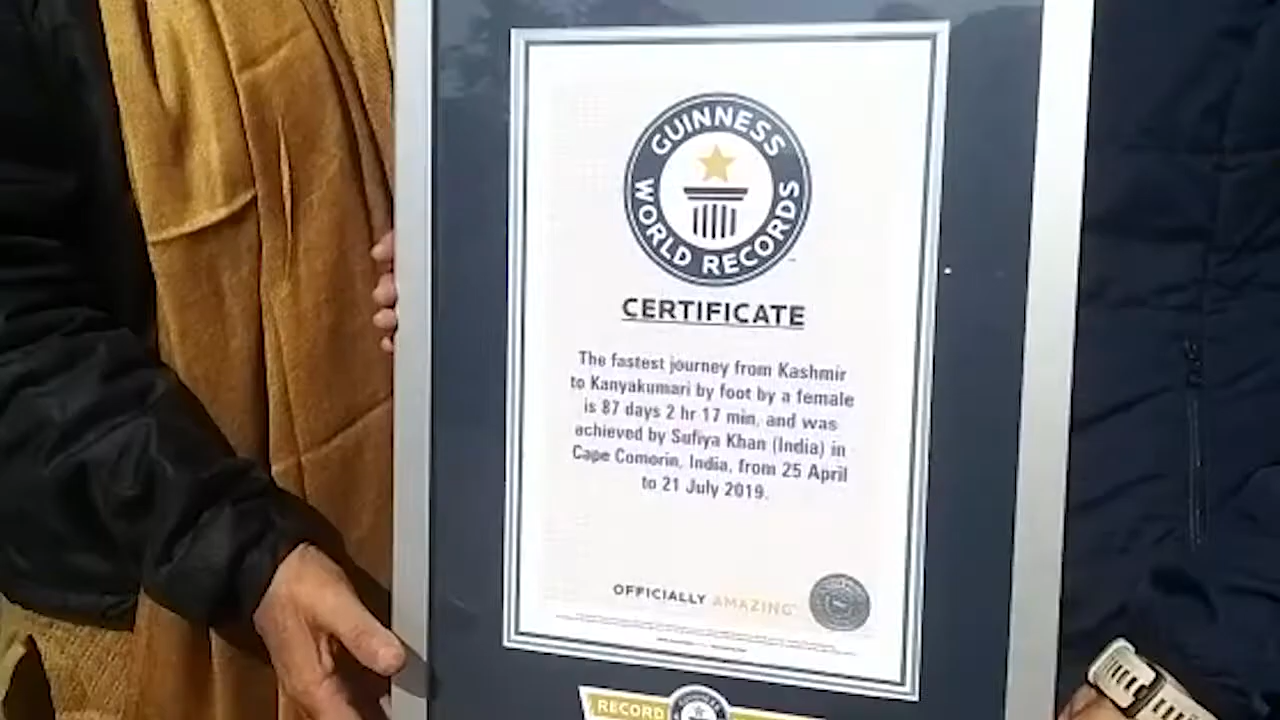 GUINNESS
WORLD RECORDS
CERTIFICATE
The fastest journey from Kashmir
to Kanyakumari by foot by a female
is 87 days 2 hr 17 min, and was
achieved by Sufiya Khan (India) in
Cape Comorin, India, from 25 April
to 21 July 2019.
OFFICIALLY AMAZING
RECORD